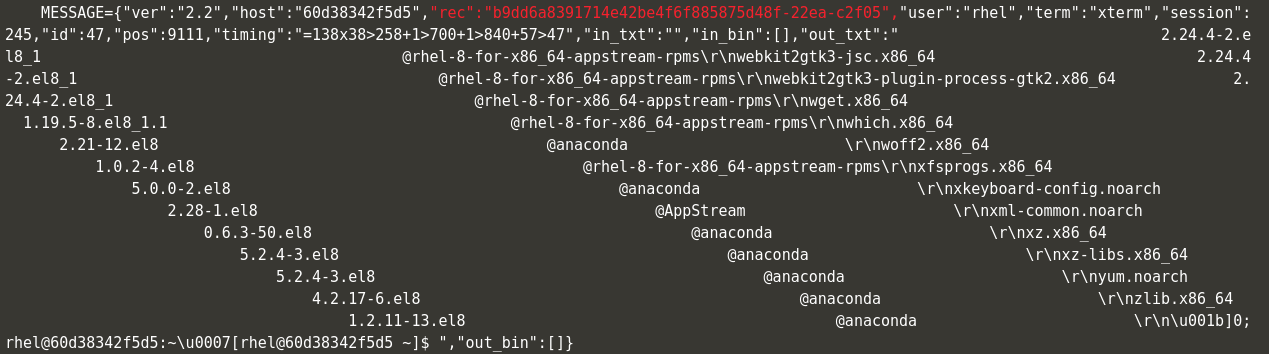 MESSAGE={"ver":"2.2","host":"60d38342f5d5","rec":"b9dd6a8391714e42be4f6f885875d48f-22ea-c2f05","user":"rhel","term":"xterm","session":
245,"id":47,"pos":9111,"timing":"=138x38>258+1>700+1>840+57>47","in_txt":"","in_bin":[],"out_txt":" 2.24.4-2.e
l8_1 @rhel-8-for-x86_64-appstream-rpms\r\nwebkit2gtk3-jsc.x86_64 2.24.4
-2.el8_1 @rhel-8-for-x86_64-appstream-rpms\r\nwebkit2gtk3-plugin-process-gtk2.x86_64 2.
24.4-2.el8_1 @rhel-8-for-x86_64-appstream-rpms\r\nwget.x86_64
1.19.5-8.el8_1.1 @rhel-8-for-x86_64-appstream-rpms\r\nwhich.x86_64
2.21-12.el8 @anaconda \r\nwoff2.x86_64
1.0.2-4.el8 @rhel-8-for-x86_64-appstream-rpms\r\nxfsprogs.x86_64
5.0.0-2.el8 @anaconda \r\nxkeyboard-config.noarch
2.28-1.el8 @AppStream \r\nxml-common.noarch
0.6.3-50.el8 @anaconda \r\nxz.x86_64
5.2.4-3.el8 @anaconda \r\nxz-libs.x86_64
5.2.4-3.el8 @anaconda \r\nyum.noarch
4.2.17-6.el8 @anaconda \r\nzlib.x86_64
1.2.11-13.el8 @anaconda \r\n\u001b]0;
rhel@60d38342f5d5:~\u0007[rhel@60d38342f5d5 ~]$ ","out_bin":[]}